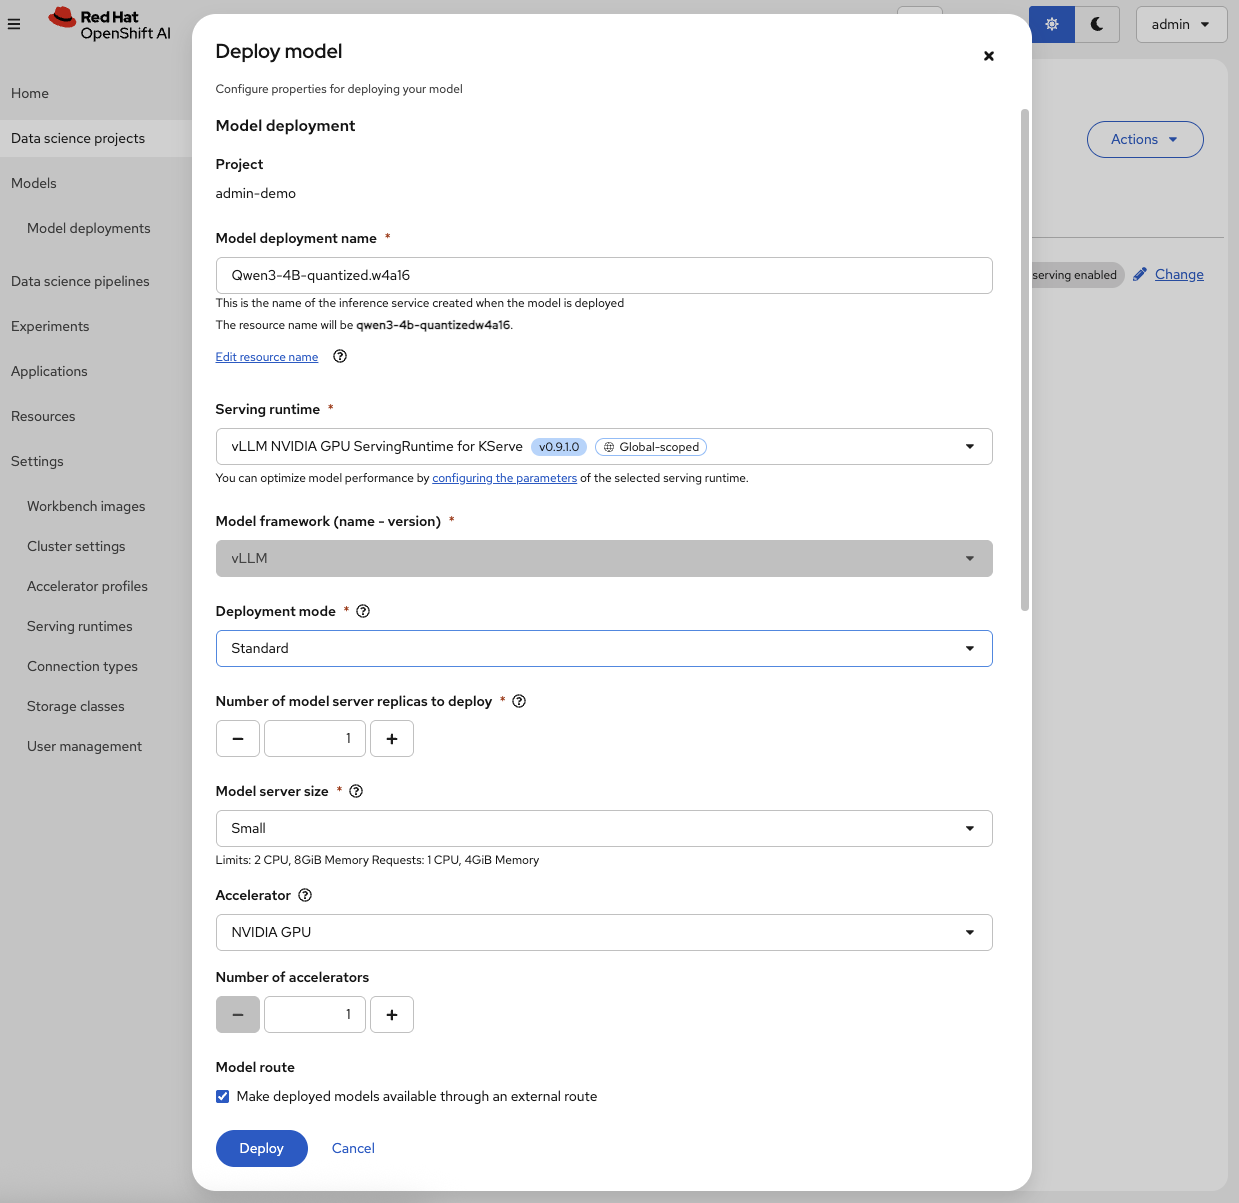 Red Hat
OpenShift AI
admin
Home
Data science projects
Models
Model deployments
Data science pipelines
Experiments
Applications
Resources
Settings
Workbench images
Cluster settings
Accelerator profiles
Serving runtimes
Connection types
Storage classes
User management
Actions
serving enabled
Change
Deploy model
Configure properties for deploying your model
Model deployment
Project
admin-demo
Model deployment name *
Qwen3-4B-quantized.w4a16
This is the name of the inference service created when the model is deployed
The resource name will be qwen3-4b-quantizedw4a16.
Edit resource name
Serving runtime *
vLLM NVIDIA GPU ServingRuntime for KServe v0.9.1.0 Global-scoped
You can optimize model performance by configuring the parameters of the selected serving runtime.
Model framework (name - version) *
vLLM
Deployment mode *
Standard
Number of model server replicas to deploy *
1
Model server size *
Small
Limits: 2 CPU, 8GiB Memory Requests: 1 CPU, 4GiB Memory
Accelerator
NVIDIA GPU
Number of accelerators
1
Model route
Make deployed models available through an external route
Deploy
Cancel